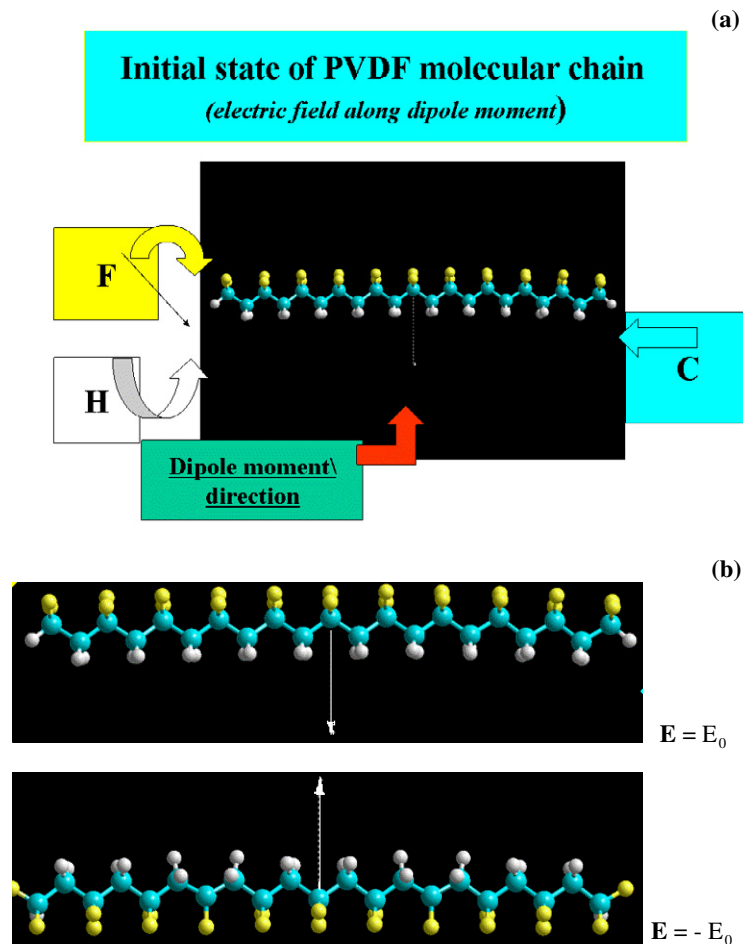 (a)
Initial state of PVDF molecular chain
(electric field along dipole moment)
F
H
C
Dipole moment\
direction
(b)
E = E0
E = - E0